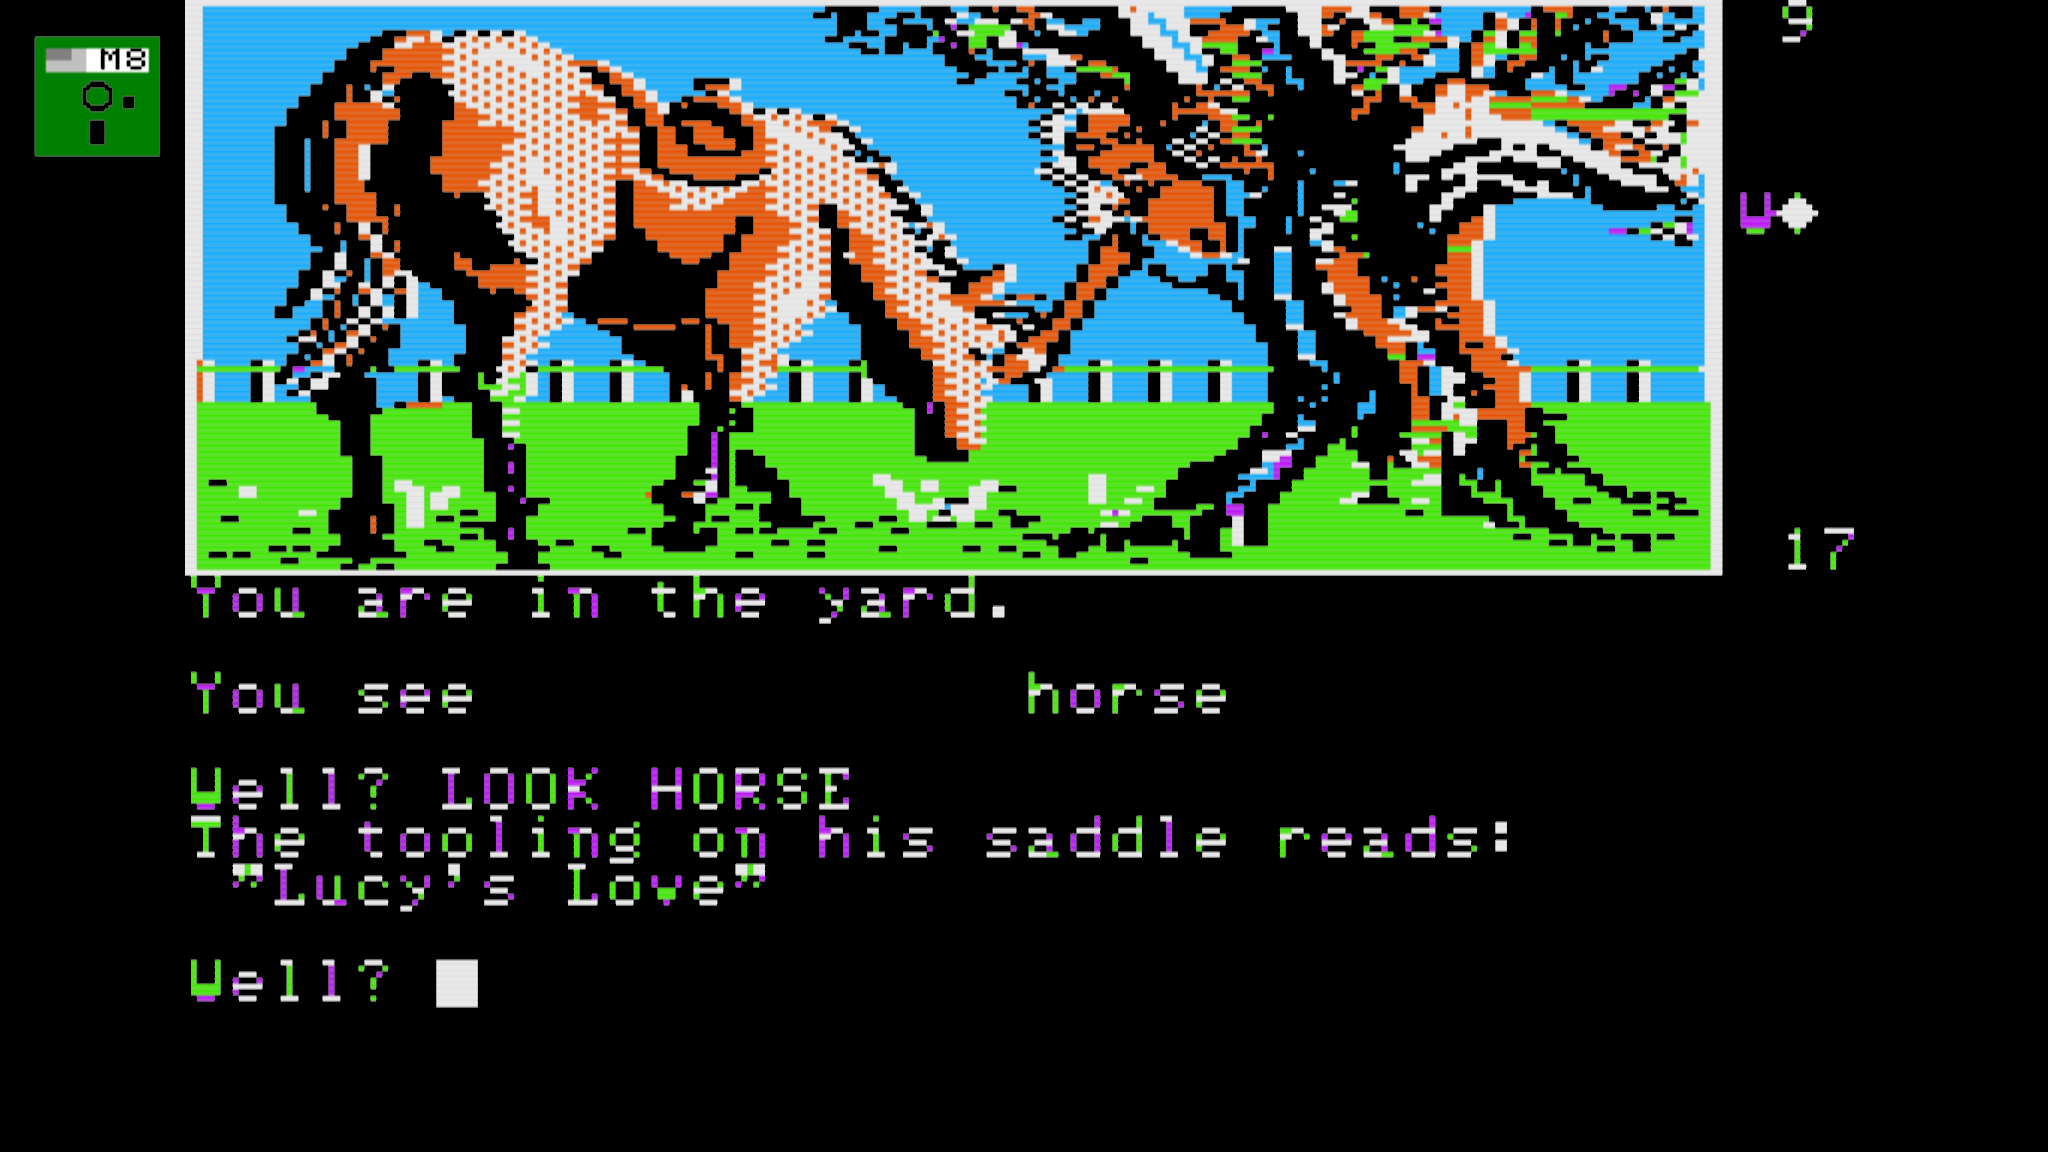 M8
9
W
17
You are in the yard.
You see horse
Well? LOOK HORSE
The tooling on his saddle reads:
"Lucy's Love"
Well?